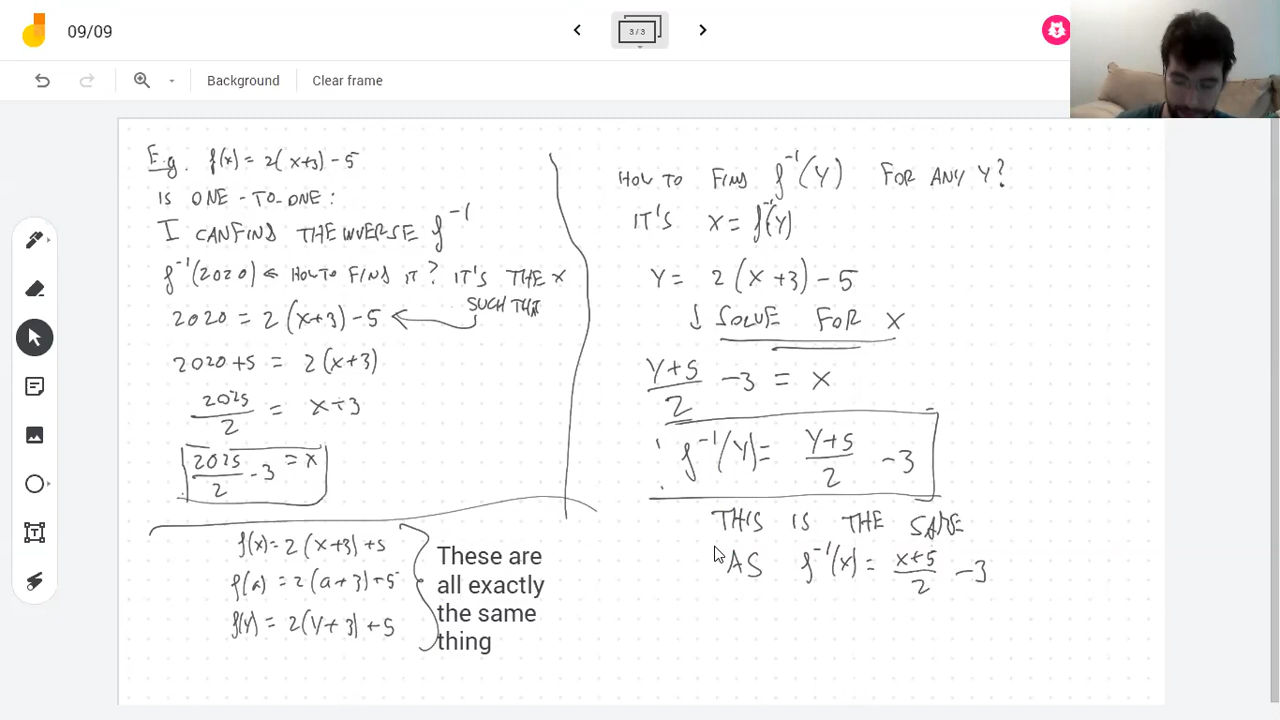 09/09
3 / 3
Background
Clear frame
E.g. f(x) = 2(x+3) - 5
IS ONE-TO-ONE:
I CAN FIND THE INVERSE f⁻¹
f⁻¹(2020) ← HOW TO FIND IT? IT'S THE X
SUCH THAT
2020 = 2(x+3) - 5
2020+5 = 2(x+3)
2025/2 = x+3
2025/2 - 3 = x
f(x) = 2(x+3)+5
f(a) = 2(a+3)+5
f(y) = 2(y+3)+5
These are
all exactly
the same
thing
HOW TO FIND f⁻¹(Y) FOR ANY Y?
IT'S X = f⁻¹(Y)
Y = 2(X+3) - 5
↓ SOLVE FOR X
(Y+5)/2 - 3 = X
f⁻¹(Y) = (Y+5)/2 - 3
THIS IS THE SAME
AS f⁻¹(x) = (x+5)/2 - 3